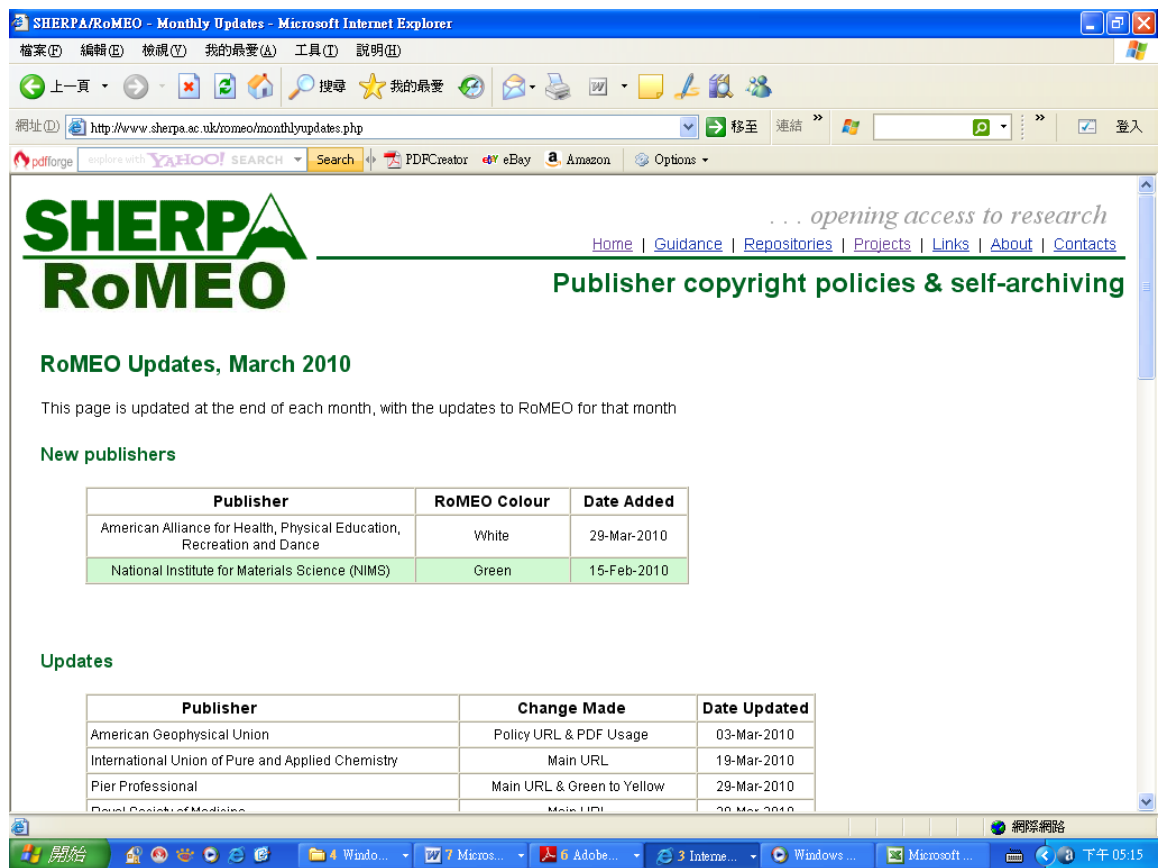 SHERPA/RoMEO - Monthly Updates - Microsoft Internet Explorer
檔案(F) 編輯(E) 檢視(V) 我的最愛(A) 工具(T) 說明(H)
上一頁 搜尋 我的最愛
網址(D) http://www.sherpa.ac.uk/romeo/monthlyupdates.php 移至 連結 » » 登入
pdfforge explore with YAHOO! SEARCH Search PDFCreator eBay Amazon Options
SHERPA
RoMEO
. . . opening access to research
Home | Guidance | Repositories | Projects | Links | About | Contacts
Publisher copyright policies & self-archiving
RoMEO Updates, March 2010
This page is updated at the end of each month, with the updates to RoMEO for that month
New publishers
Publisher RoMEO Colour Date Added
American Alliance for Health, Physical Education,
Recreation and Dance White 29-Mar-2010
National Institute for Materials Science (NIMS) Green 15-Feb-2010
Updates
Publisher Change Made Date Updated
American Geophysical Union Policy URL & PDF Usage 03-Mar-2010
International Union of Pure and Applied Chemistry Main URL 19-Mar-2010
Pier Professional Main URL & Green to Yellow 29-Mar-2010
Royal Society of Medicine Main URL
網際網路
開始 4 Windo... 7 Micros... 6 Adobe... 3 Interne... Windows ... Microsoft ... 下午 05:15